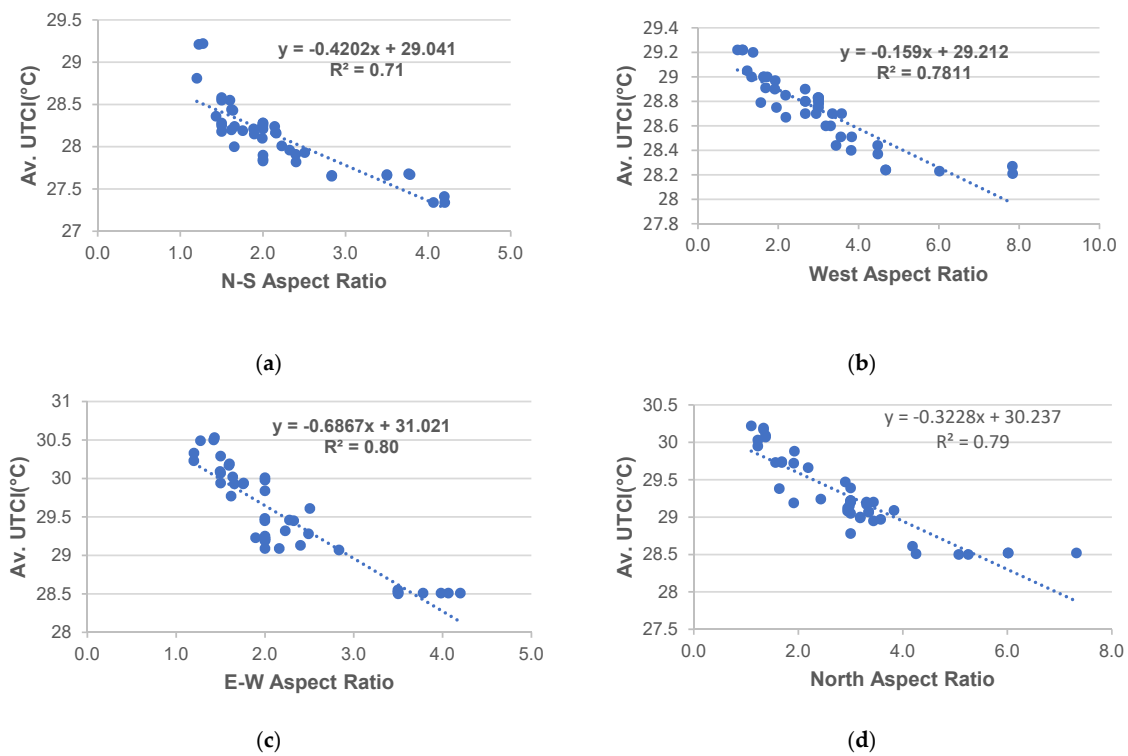 29.5
29
28.5
28
27.5
27
0.0 1.0 2.0 3.0 4.0 5.0
Av. UTCI(°C)
N-S Aspect Ratio
y = -0.4202x + 29.041
R² = 0.71
(a)
29.4
29.2
29
28.8
28.6
28.4
28.2
28
27.8
0.0 2.0 4.0 6.0 8.0 10.0
Av. UTCI(°C)
West Aspect Ratio
y = -0.159x + 29.212
R² = 0.7811
(b)
31
30.5
30
29.5
29
28.5
28
0.0 1.0 2.0 3.0 4.0 5.0
Av. UTCI(°C)
E-W Aspect Ratio
y = -0.6867x + 31.021
R² = 0.80
(c)
30.5
30
29.5
29
28.5
28
27.5
0.0 2.0 4.0 6.0 8.0
Av. UTCI(°C)
North Aspect Ratio
y = -0.3228x + 30.237
R² = 0.79
(d)